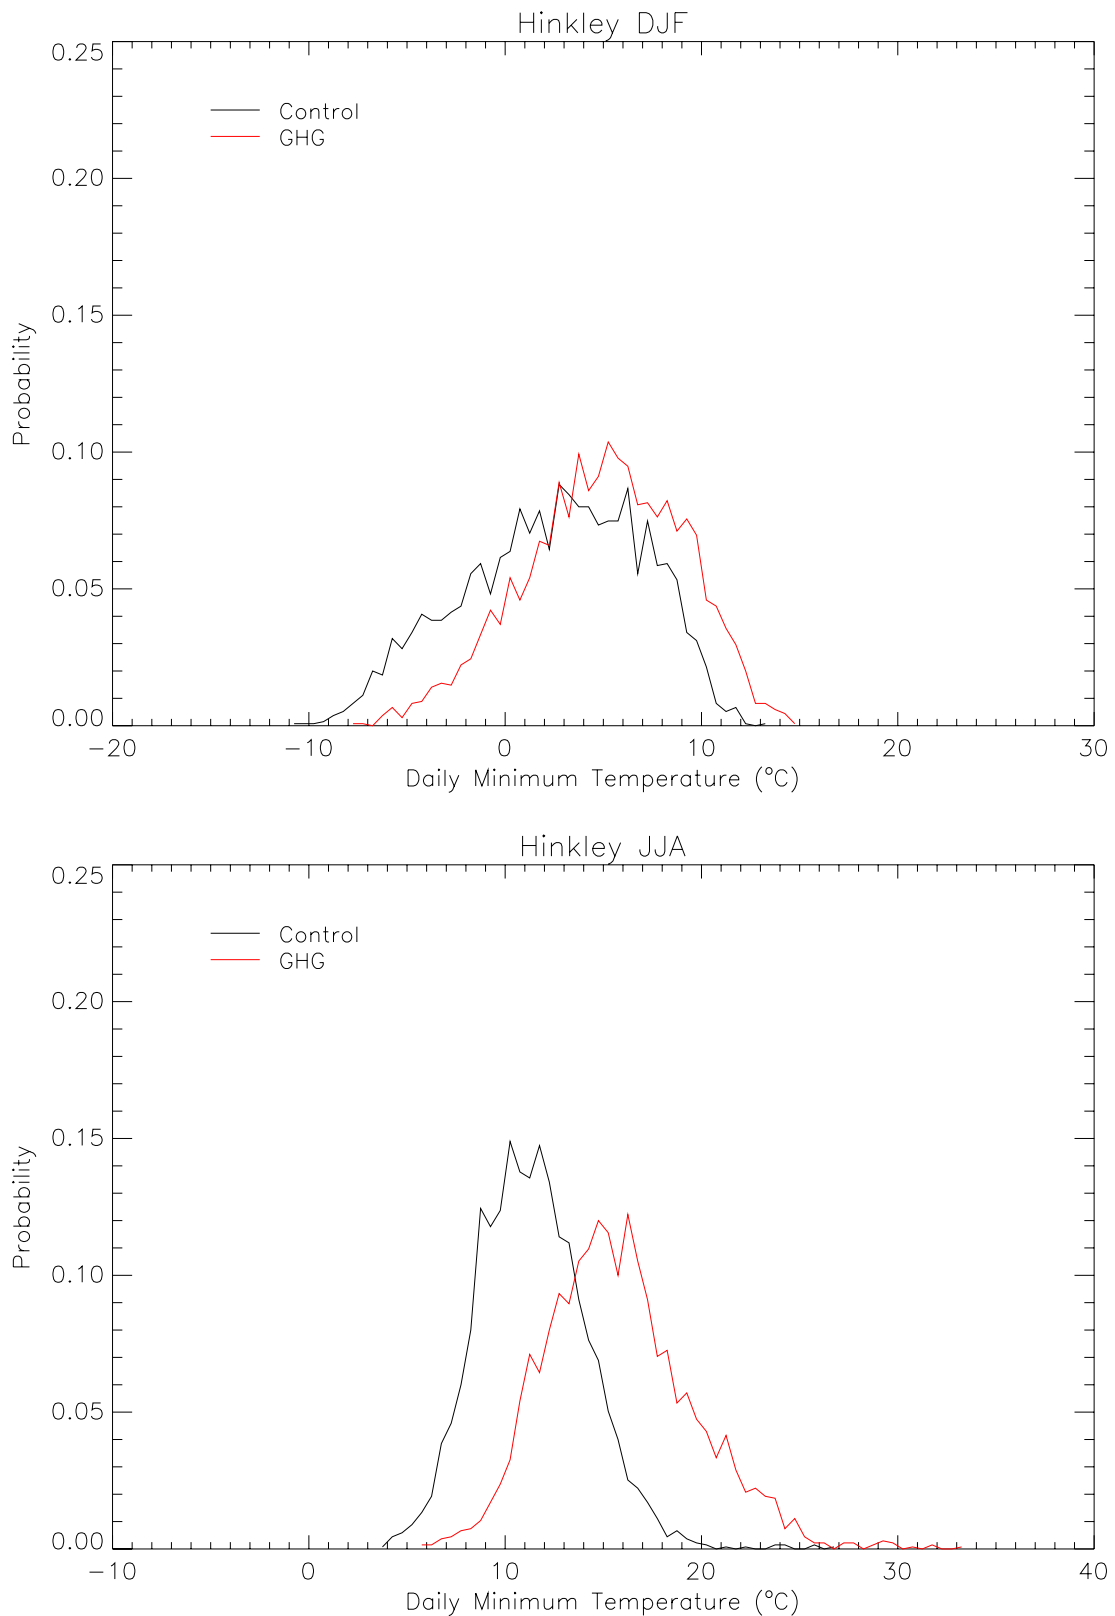 Hinkley DJF
0.25
Control
GHG
0.20
0.15
Probability
0.10
0.05
0.00
−20 −10 0 10 20 30
Daily Minimum Temperature (°C)
Hinkley JJA
0.25
Control
GHG
0.20
0.15
Probability
0.10
0.05
0.00
−10 0 10 20 30 40
Daily Minimum Temperature (°C)